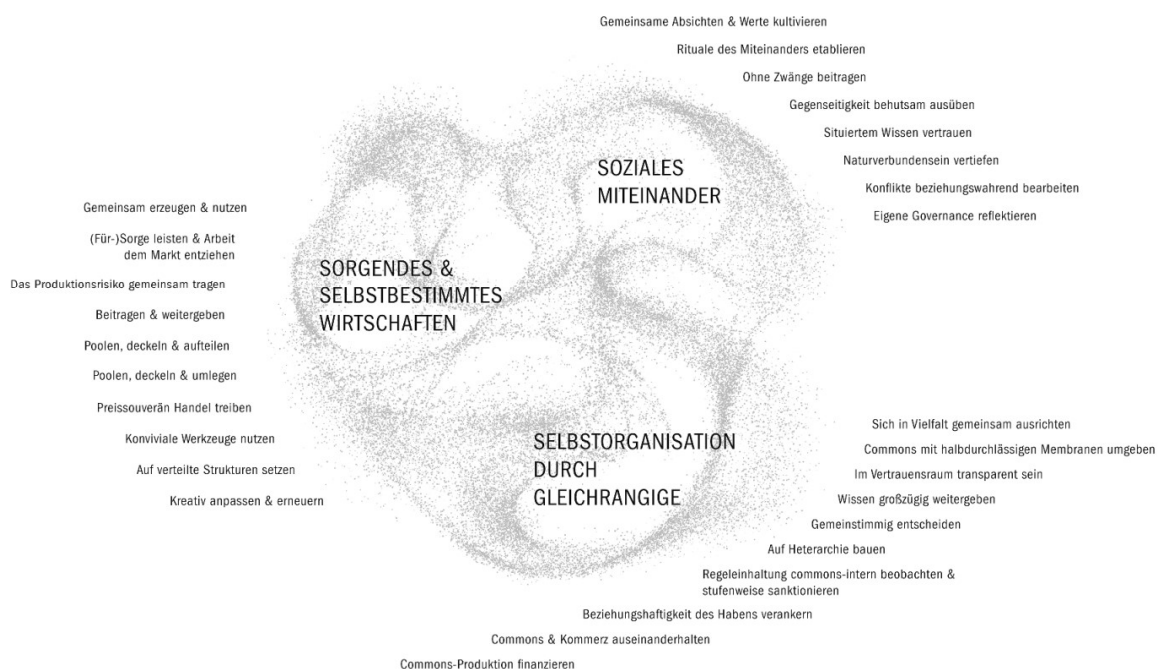 Gemeinsame Absichten & Werte kultivieren
Rituale des Miteinanders etablieren
Ohne Zwänge beitragen
Gegenseitigkeit behutsam ausüben
Situiertem Wissen vertrauen
Naturverbundensein vertiefen
Konflikte beziehungswahrend bearbeiten
Eigene Governance reflektieren
SOZIALES
MITEINANDER
Gemeinsam erzeugen & nutzen
(Für-)Sorge leisten & Arbeit
dem Markt entziehen
Das Produktionsrisiko gemeinsam tragen
Beitragen & weitergeben
Poolen, deckeln & aufteilen
Poolen, deckeln & umlegen
Preissouverän Handel treiben
Konviviale Werkzeuge nutzen
Auf verteilte Strukturen setzen
Kreativ anpassen & erneuern
SORGENDES &
SELBSTBESTIMMTES
WIRTSCHAFTEN
SELBSTORGANISATION
DURCH
GLEICHRANGIGE
Sich in Vielfalt gemeinsam ausrichten
Commons mit halbdurchlässigen Membranen umgeben
Im Vertrauensraum transparent sein
Wissen großzügig weitergeben
Gemeinstimmig entscheiden
Auf Heterarchie bauen
Regeleinhaltung commons-intern beobachten &
stufenweise sanktionieren
Beziehungshaftigkeit des Habens verankern
Commons & Kommerz auseinanderhalten
Commons-Produktion finanzieren